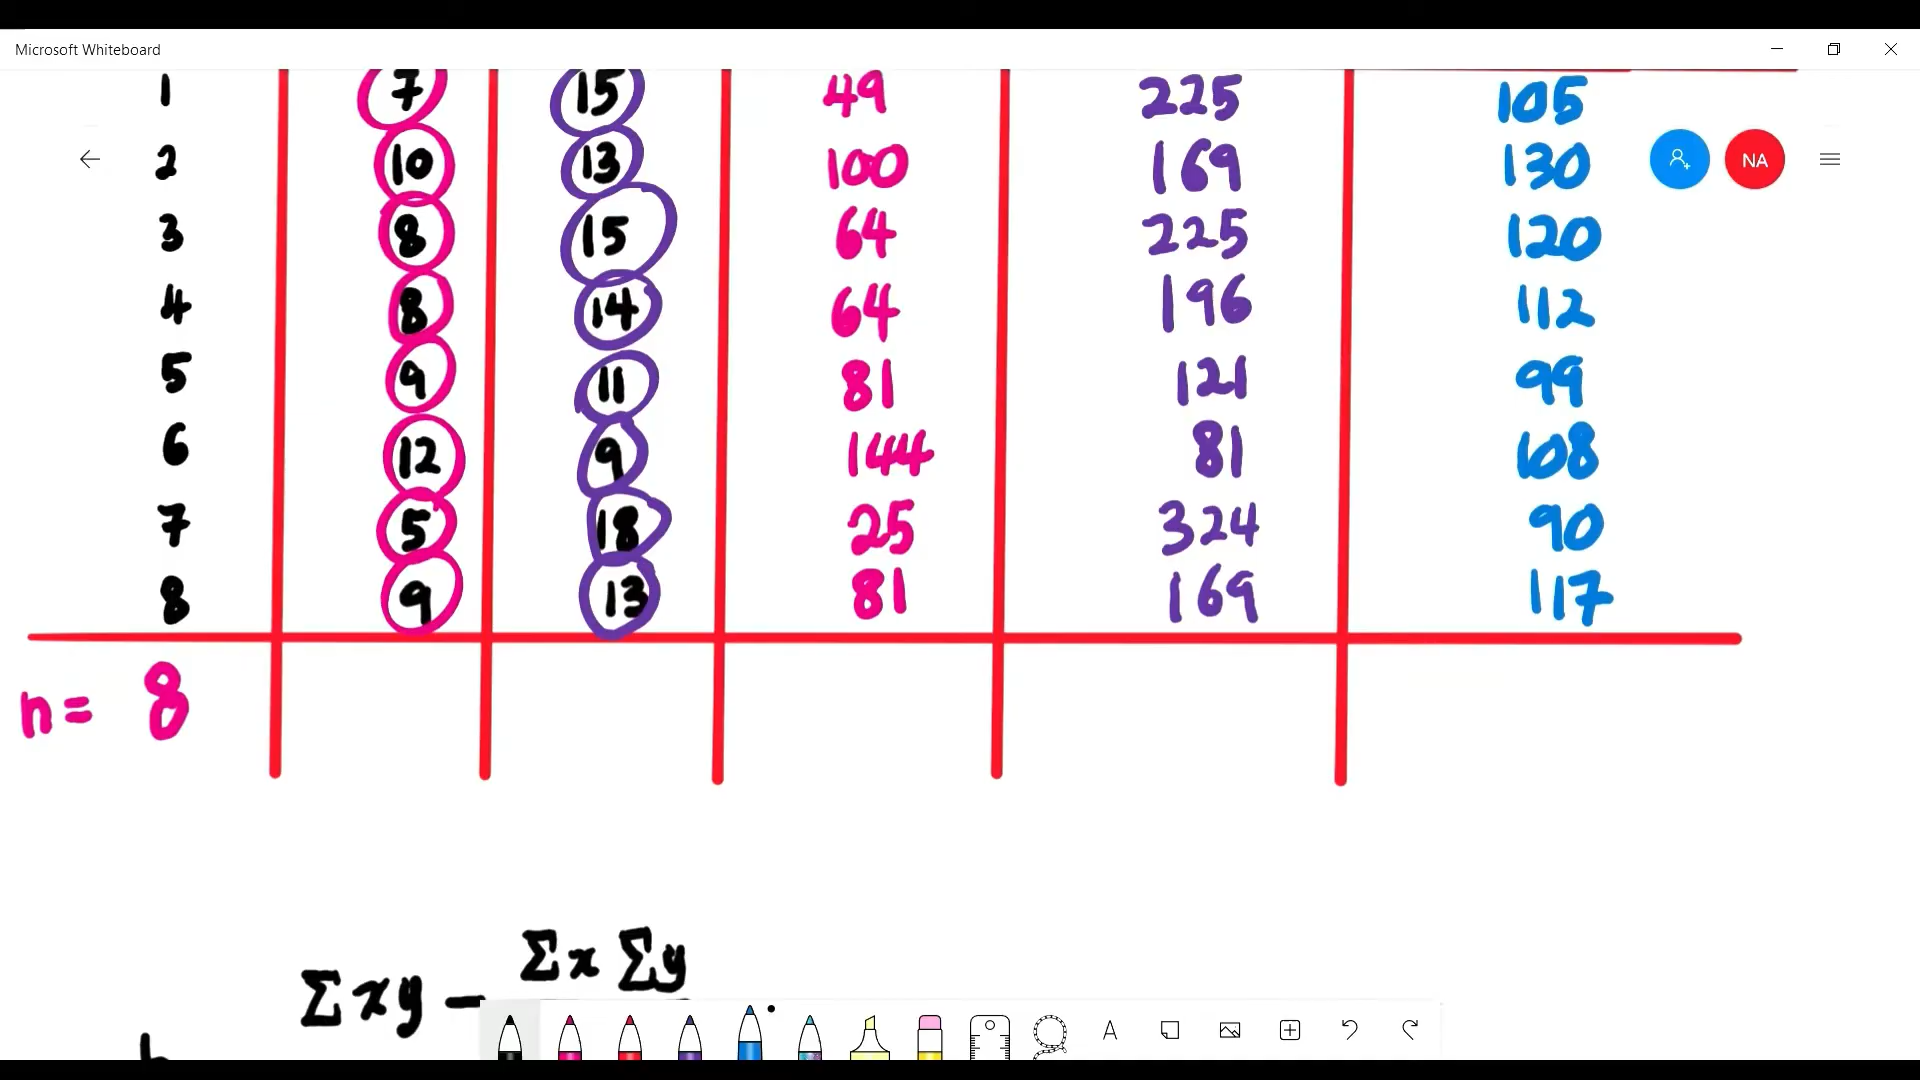 Microsoft Whiteboard
1 7 15 49 225 105
2 10 13 100 169 130
NA
3 8 15 64 225 120
4 8 14 64 196 112
5 9 11 81 121 99
6 12 9 144 81 108
7 5 18 25 324 90
8 9 13 81 169 117
n = 8
Σx Σy
Σxy −